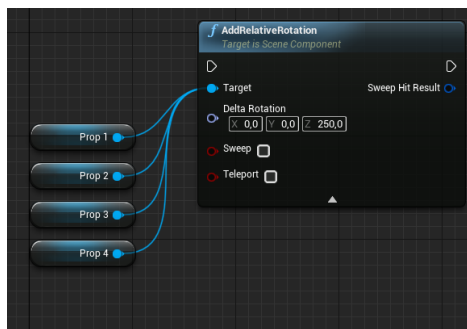 AddRelativeRotation
Target is Scene Component
Target
Sweep Hit Result
Delta Rotation
X 0,0 Y 0,0 Z 250,0
Sweep
Teleport
Prop 1
Prop 2
Prop 3
Prop 4